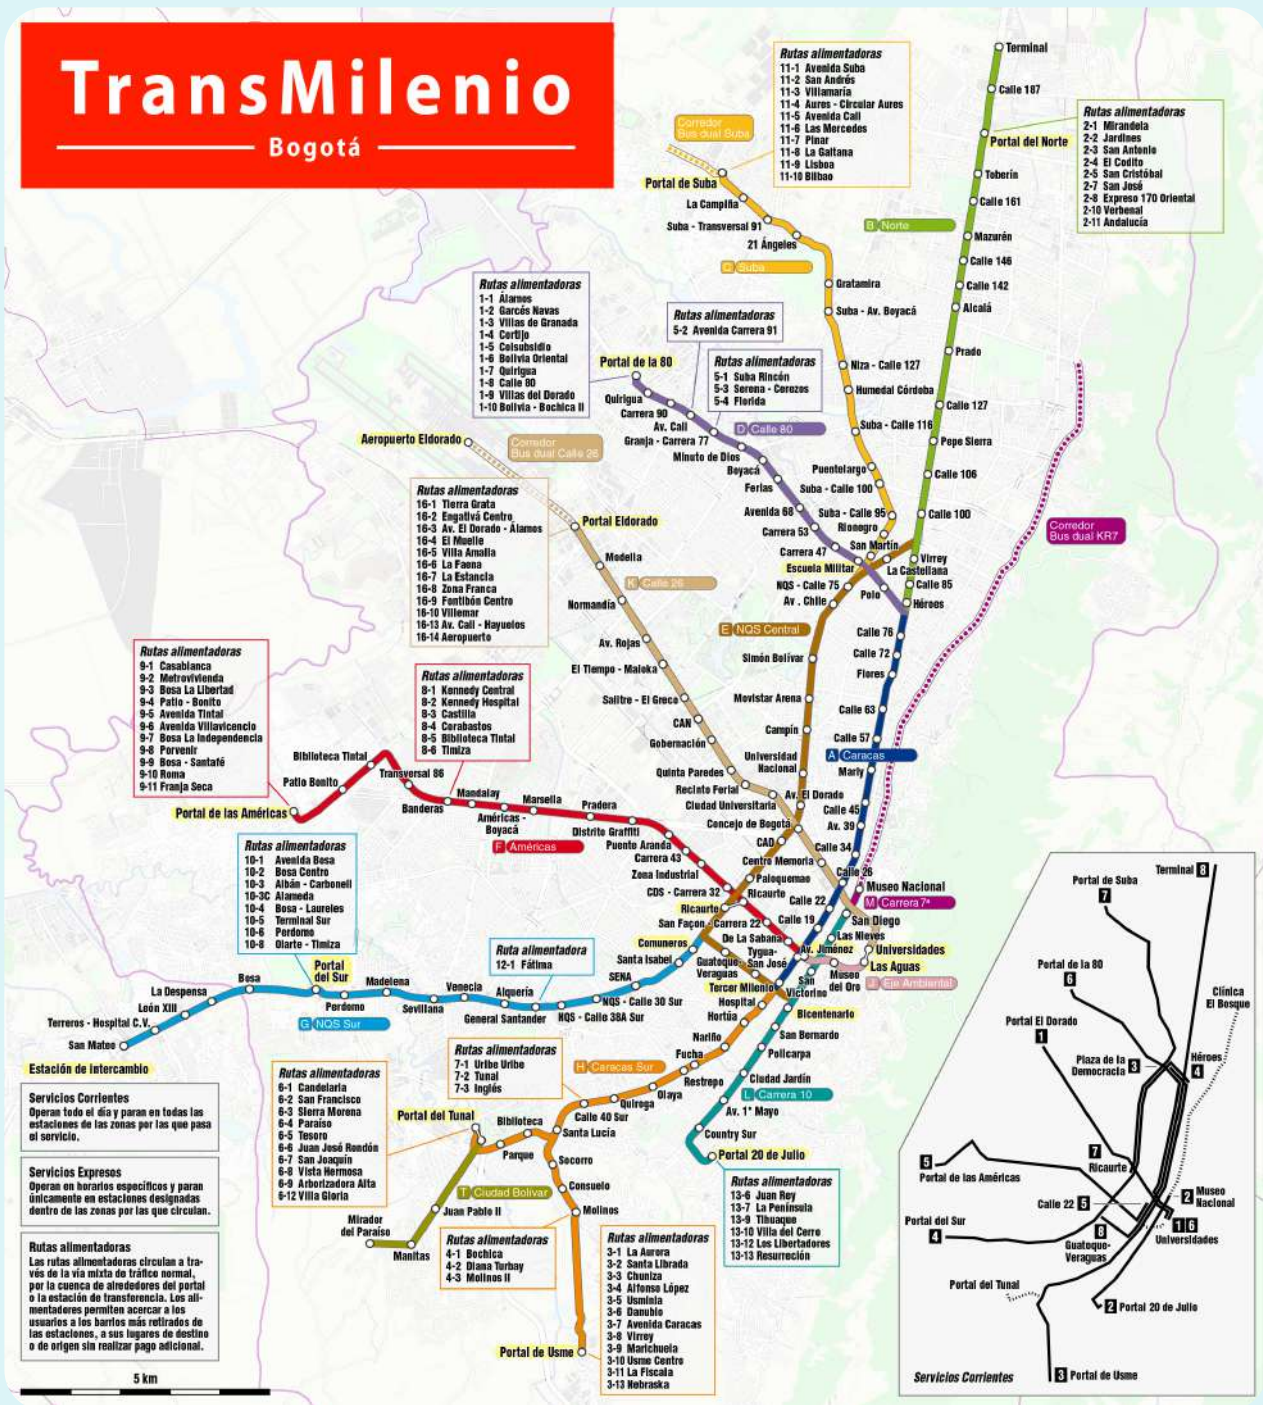 TransMilenio
Bogotá
Rutas alimentadoras
11-1 Avenida Suba
11-2 San Andrés
11-3 Villamaría
11-4 Aures - Circular Aures
11-5 Avenida Cali
11-6 Las Mercedes
11-7 Pinar
11-8 La Gaitana
11-9 Lisboa
11-10 Bilbao
Corredor
Bus dual Suba
Terminal
Calle 187
Portal del Norte
Rutas alimentadoras
2-1 Mirandela
2-2 Jardines
2-3 San Antonio
2-4 El Codito
2-5 San Cristóbal
2-7 San José
2-8 Expreso 170 Oriental
2-10 Verbenal
2-11 Andalucía
Toberín
Calle 161
Mazurén
Calle 146
Calle 142
Alcalá
Prado
Calle 127
Pepe Sierra
Calle 106
Calle 100
Virrey
Calle 85
Héroes
B Norte
Portal de Suba
La Campiña
Suba - Transversal 91
21 Ángeles
Suba
Gratamira
Suba - Av. Boyacá
Niza - Calle 127
Humedal Córdoba
Suba - Calle 116
Puentelargo
Suba - Calle 100
Suba - Calle 95
Rionegro
San Martín
Rutas alimentadoras
1-1 Álamos
1-2 Garcés Navas
1-3 Villas de Granada
1-4 Cortijo
1-5 Colsubsidio
1-6 Bolivia Oriental
1-7 Quirigua
1-8 Calle 80
1-9 Villas del Dorado
1-10 Bolivia - Bochica II
Rutas alimentadoras
5-2 Avenida Carrera 91
Rutas alimentadoras
5-1 Suba Rincón
5-3 Serena - Cerezos
5-4 Florida
Portal de la 80
Quirigua
Carrera 90
Av. Cali
Granja - Carrera 77
Minuto de Dios
Boyacá
Ferias
Avenida 68
Carrera 53
Carrera 47
Escuela Militar
Polo
D Calle 80
La Castellana
NQS - Calle 75
Av. Chile
E NQS Central
Simón Bolívar
Movistar Arena
Campín
Universidad
Nacional
Av. El Dorado
CAD
Paloquemao
Ricaurte
Corredor
Bus dual KR7
Aeropuerto Eldorado
Corredor
Bus dual Calle 26
Rutas alimentadoras
16-1 Tierra Grata
16-2 Engativá Centro
16-3 Av. El Dorado - Álamos
16-4 El Muelle
16-5 Villa Amalia
16-6 La Faena
16-7 La Estancia
16-8 Zona Franca
16-9 Fontibón Centro
16-10 Villemar
16-13 Av. Cali - Hayuelos
16-14 Aeropuerto
Portal Eldorado
Modelia
K Calle 26
Normandía
Av. Rojas
El Tiempo - Maloka
Salitre - El Greco
CAN
Gobernación
Quinta Paredes
Recinto Ferial
Ciudad Universitaria
Concejo de Bogotá
Centro Memoria
Calle 76
Calle 72
Flores
Calle 63
Calle 57
A Caracas
Marly
Calle 45
Av. 39
Calle 34
Calle 26
Calle 22
Calle 19
Av. Jiménez
Tercer Milenio
Museo Nacional
M Carrera 7ª
San Diego
Las Nieves
San
Victorino
Universidades
Las Aguas
Museo
del Oro
J Eje Ambiental
Rutas alimentadoras
9-1 Casablanca
9-2 Metrovivienda
9-3 Bosa La Libertad
9-4 Patio - Bonito
9-5 Avenida Tintal
9-6 Avenida Villavicencio
9-7 Bosa La Independencia
9-8 Porvenir
9-9 Bosa - Santafé
9-10 Roma
9-11 Franja Seca
Rutas alimentadoras
8-1 Kennedy Central
8-2 Kennedy Hospital
8-3 Castilla
8-4 Corabastos
8-5 Biblioteca Tintal
8-6 Timiza
Portal de las Américas
Patio Bonito
Biblioteca Tintal
Transversal 86
Banderas
Mandalay
Américas -
Boyacá
Marsella
Pradera
Distrito Graffiti
Puente Aranda
Carrera 43
Zona Industrial
CDS - Carrera 32
Ricaurte
San Façon - Carrera 22
De La Sabana
F Américas
Rutas alimentadoras
10-1 Avenida Bosa
10-2 Bosa Centro
10-3 Albán - Carbonell
10-3C Alameda
10-4 Bosa - Laureles
10-5 Terminal Sur
10-6 Perdomo
10-8 Olarte - Timiza
Ruta alimentadora
12-1 Fátima
Comuneros
Santa Isabel
SENA
NQS - Calle 30 Sur
NQS - Calle 38A Sur
General Santander
Alquería
Venecia
Sevillana
Madelena
Perdomo
Portal
del Sur
Bosa
La Despensa
León XIII
Terreros - Hospital C.V.
San Mateo
G NQS Sur
Guatoque-
Veraguas
Tygua-
San José
Bicentenario
Hospital
Hortúa
Nariño
Fucha
Restrepo
Olaya
Quiroga
Calle 40 Sur
Santa Lucía
Socorro
Consuelo
Molinos
Portal de Usme
H Caracas Sur
Biblioteca
Parque
Portal del Tunal
Juan Pablo II
Manitas
Mirador
del Paraíso
T Ciudad Bolívar
San Bernardo
Policarpa
Ciudad Jardín
L Carrera 10
Av. 1° Mayo
Country Sur
Portal 20 de Julio
Rutas alimentadoras
7-1 Uribe Uribe
7-2 Tunal
7-3 Inglés
Rutas alimentadoras
6-1 Candelaria
6-2 San Francisco
6-3 Sierra Morena
6-4 Paraíso
6-5 Tesoro
6-6 Juan José Rondón
6-7 San Joaquín
6-8 Vista Hermosa
6-9 Arborizadora Alta
6-12 Villa Gloria
Rutas alimentadoras
4-1 Bochica
4-2 Diana Turbay
4-3 Molinos II
Rutas alimentadoras
3-1 La Aurora
3-2 Santa Librada
3-3 Chuniza
3-4 Alfonso López
3-5 Usminia
3-6 Danubio
3-7 Avenida Caracas
3-8 Virrey
3-9 Marichuela
3-10 Usme Centro
3-11 La Fiscala
3-13 Nebraska
Rutas alimentadoras
13-6 Juan Rey
13-7 La Península
13-9 Tihuaque
13-10 Villa del Cerro
13-12 Los Libertadores
13-13 Resurreción
Estación de intercambio
Servicios Corrientes
Operan todo el día y paran en todas las
estaciones de las zonas por las que pasa
el servicio.
Servicios Expresos
Operan en horarios específicos y paran
únicamente en estaciones designadas
dentro de las zonas por las que circulan.
Rutas alimentadoras
Las rutas alimentadoras circulan a tra-
vés de la vía mixta de tráfico normal,
por la cuenca de alrededores del portal
o la estación de transferencia. Los ali-
mentadores permiten acercar a los
usuarios a los barrios más retirados de
las estaciones, a sus lugares de destino
o de origen sin realizar pago adicional.
5 km
Terminal 8
Portal de Suba
7
Portal de la 80
6
Clínica
El Bosque
Portal El Dorado
1
Plaza de la
Democracia 3
Héroes
4
7
Ricaurte
5
Portal de las Américas
Calle 22 5
2 Museo
Nacional
Portal del Sur
4
8
Guatoque-
Veraguas
1 6
Universidades
Portal del Tunal
2 Portal 20 de Julio
3 Portal de Usme
Servicios Corrientes